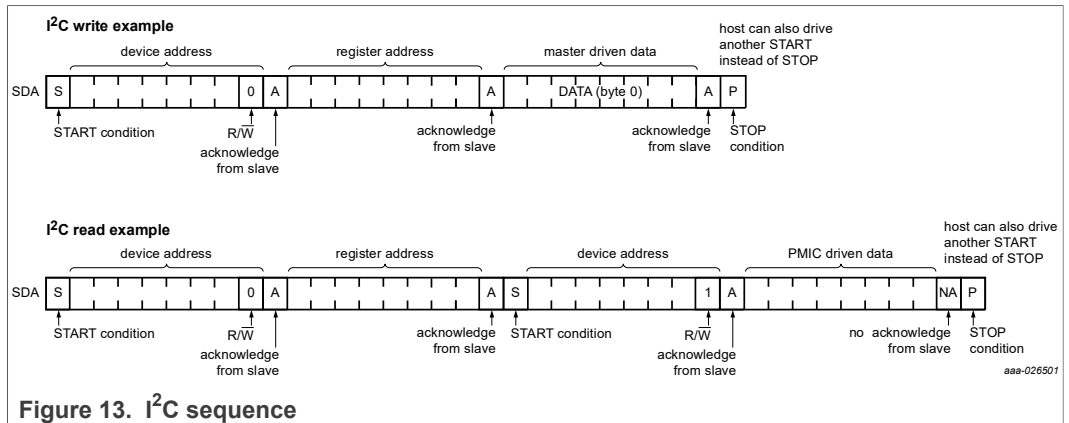 I²C write example
host can also drive
another START
instead of STOP
device address
register address
master driven data
SDA
S
0
A
A
DATA (byte 0)
A
P
START condition
R/W̅
acknowledge
from slave
acknowledge
from slave
acknowledge
from slave
STOP
condition
I²C read example
host can also drive
another START
instead of STOP
device address
register address
device address
PMIC driven data
SDA
S
0
A
A
S
1
A
NA
P
START condition
R/W̅
acknowledge
from slave
acknowledge
from slave
START condition
R/W̅
acknowledge
from slave
no acknowledge
from slave
STOP
condition
aaa-026501
Figure 13. I²C sequence